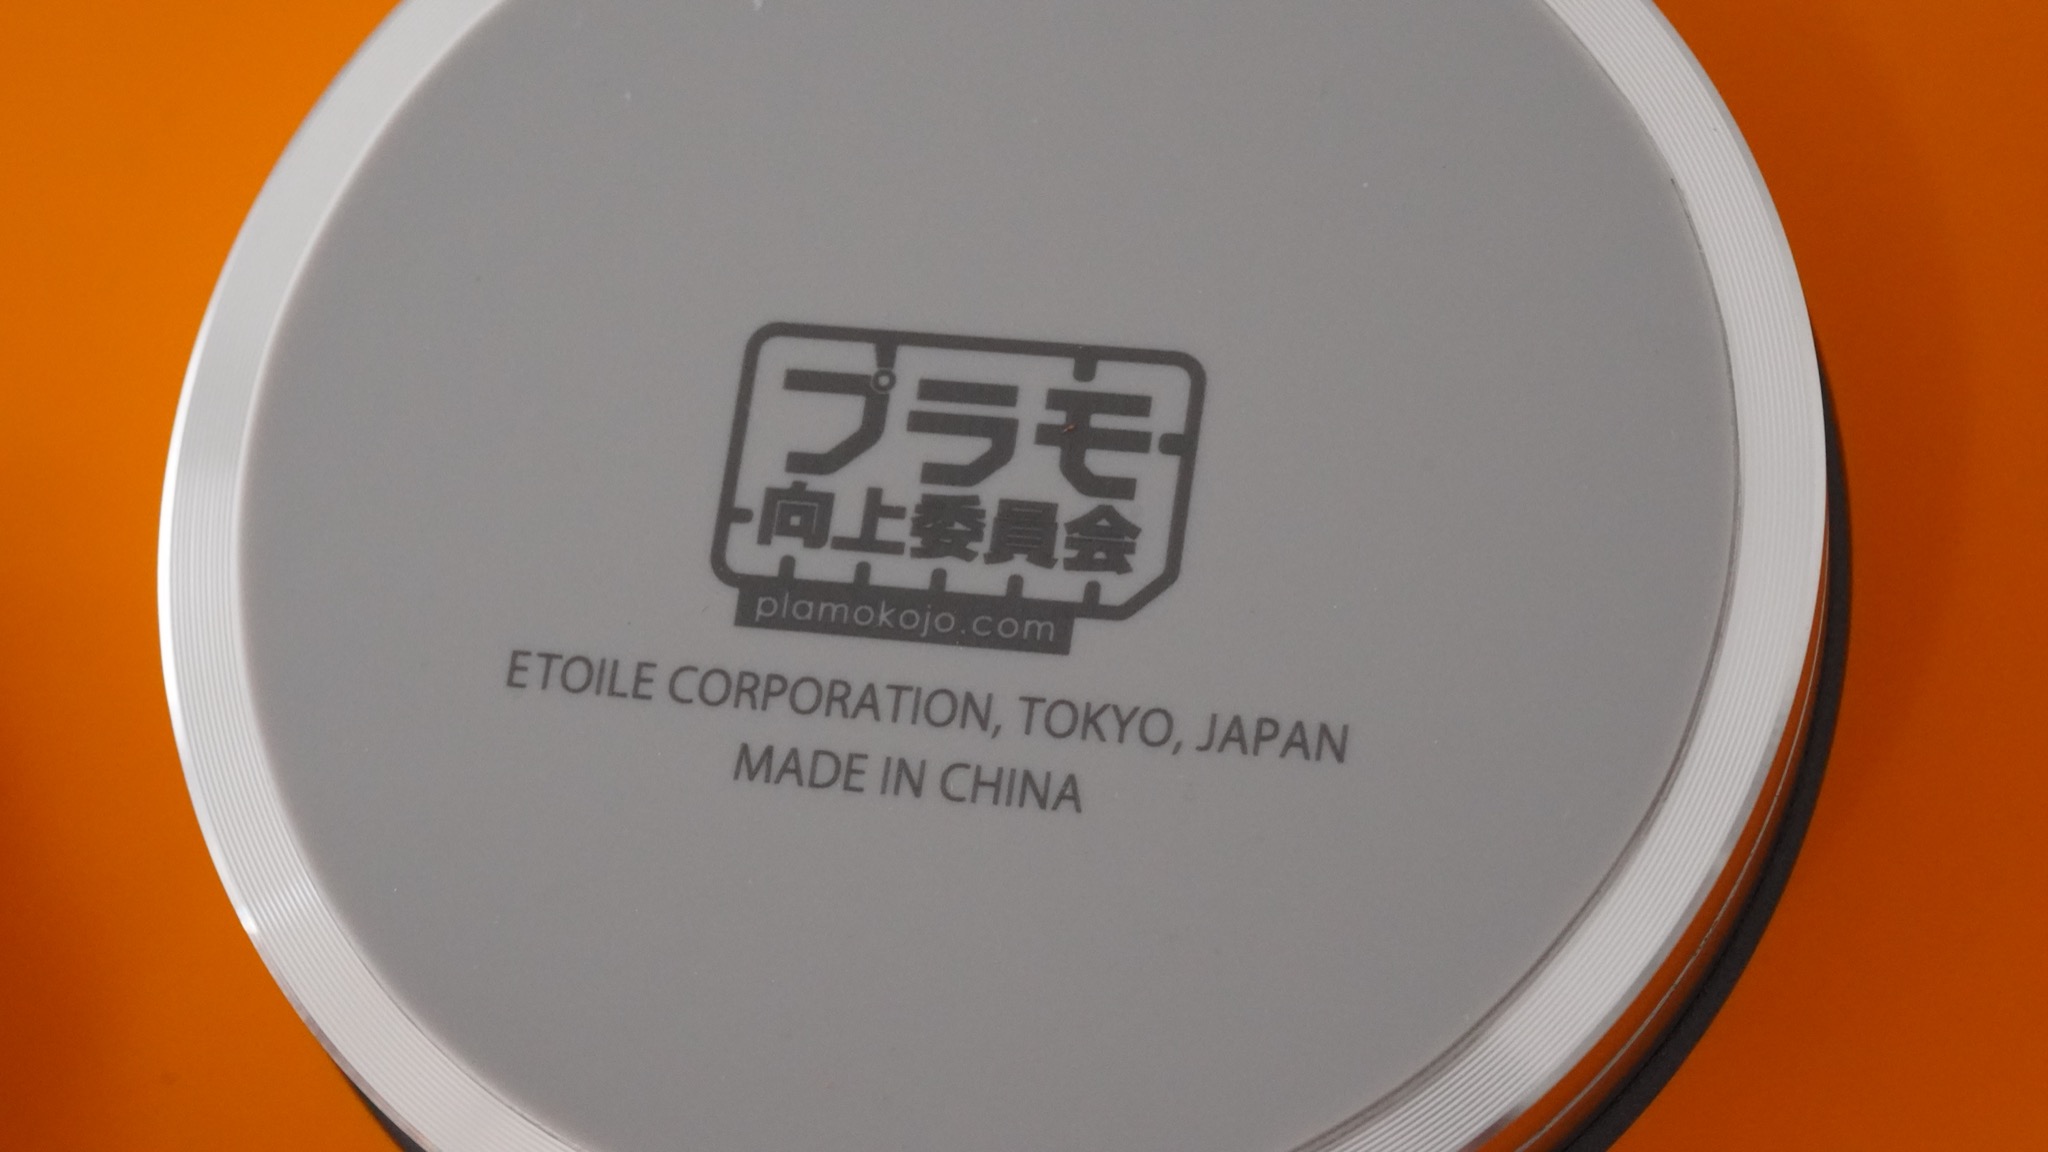 プラモ
向上委員会
plamokojo.com
ETOILE CORPORATION, TOKYO, JAPAN
MADE IN CHINA